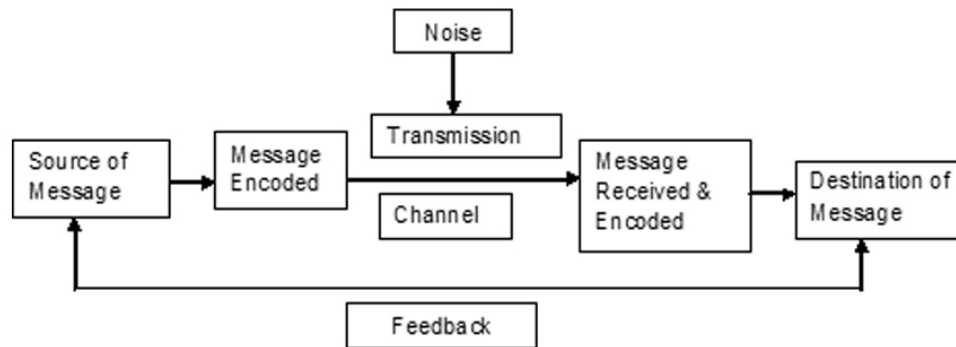 Noise
Transmission
Source of
Message
Message
Encoded
Channel
Message
Received &
Encoded
Destination of
Message
Feedback